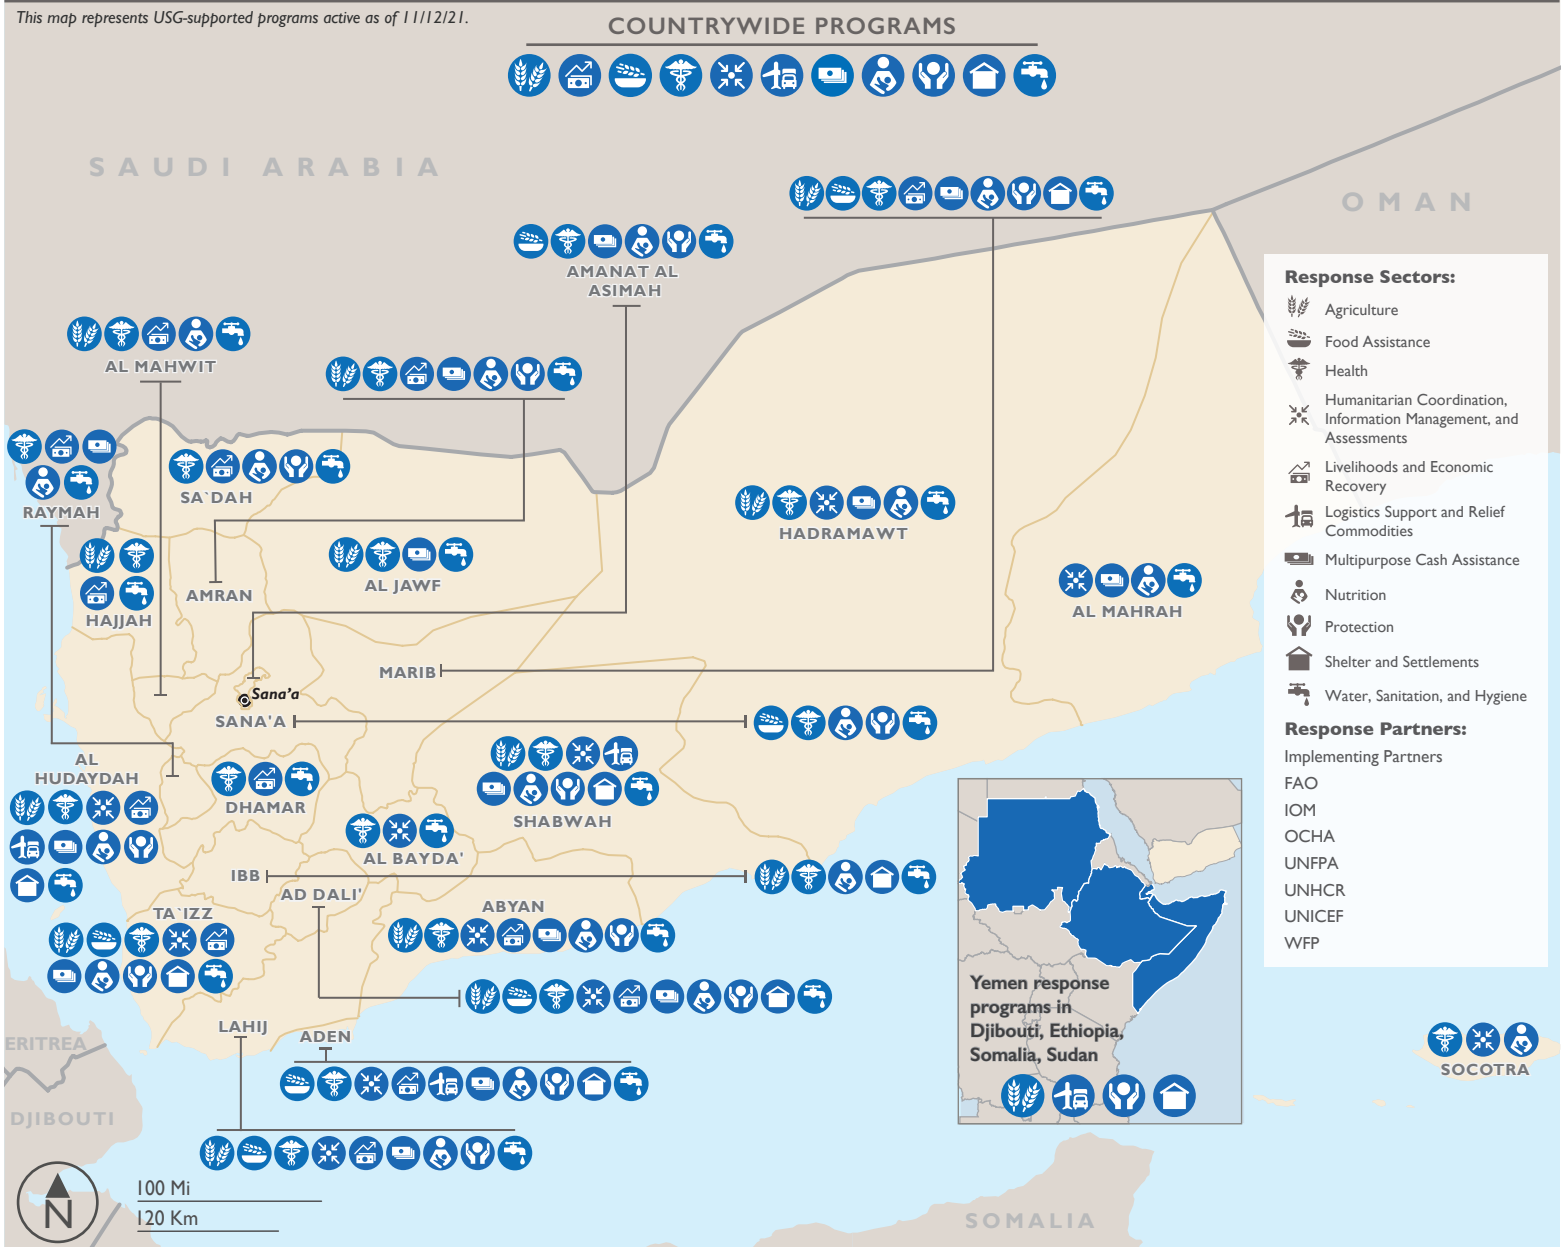 This map represents USG-supported programs active as of 11/12/21.
COUNTRYWIDE PROGRAMS
SAUDI ARABIA
OMAN
AMANAT AL
ASIMAH
AL MAHWIT
RAYMAH
SA`DAH
HAJJAH
AMRAN
AL JAWF
HADRAMAWT
AL MAHRAH
MARIB
Sana'a
SANA'A
AL
HUDAYDAH
DHAMAR
SHABWAH
AL BAYDA'
IBB
AD DALI'
TA`IZZ
ABYAN
LAHIJ
ADEN
ERITREA
DJIBOUTI
SOMALIA
SOCOTRA
N
100 Mi
120 Km
Yemen response
programs in
Djibouti, Ethiopia,
Somalia, Sudan
Response Sectors:
Agriculture
Food Assistance
Health
Humanitarian Coordination,
Information Management, and
Assessments
Livelihoods and Economic
Recovery
Logistics Support and Relief
Commodities
Multipurpose Cash Assistance
Nutrition
Protection
Shelter and Settlements
Water, Sanitation, and Hygiene
Response Partners:
Implementing Partners
FAO
IOM
OCHA
UNFPA
UNHCR
UNICEF
WFP